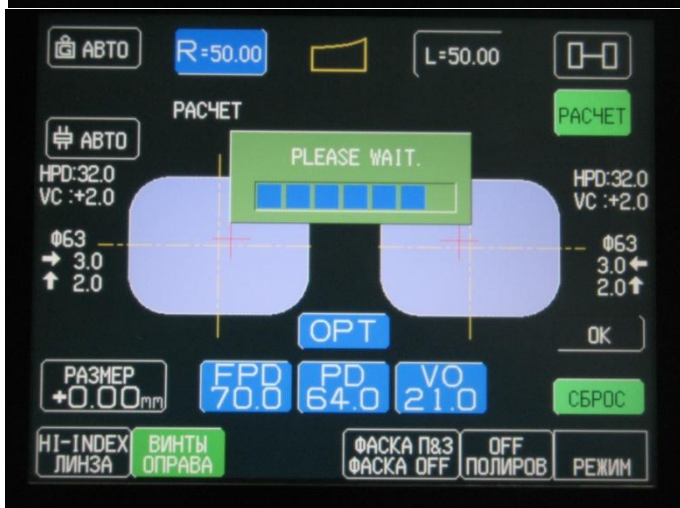 G АВТО
R=50.00
L=50.00
РАСЧЕТ
РАСЧЕТ
АВТО
PLEASE WAIT.
HPD:32.0
VC :+2.0
HPD:32.0
VC :+2.0
Φ63
→ 3.0
↑ 2.0
Φ63
3.0 ←
2.0 ↑
OPT
OK
РАЗМЕР
+0.00mm
FPD
70.0
PD
64.0
VO
21.0
СБРОС
HI-INDEX
ЛИНЗА
ВИНТЫ
ОПРАВА
ФАСКА П&З
ФАСКА OFF
OFF
ПОЛИРОВ
РЕЖИМ